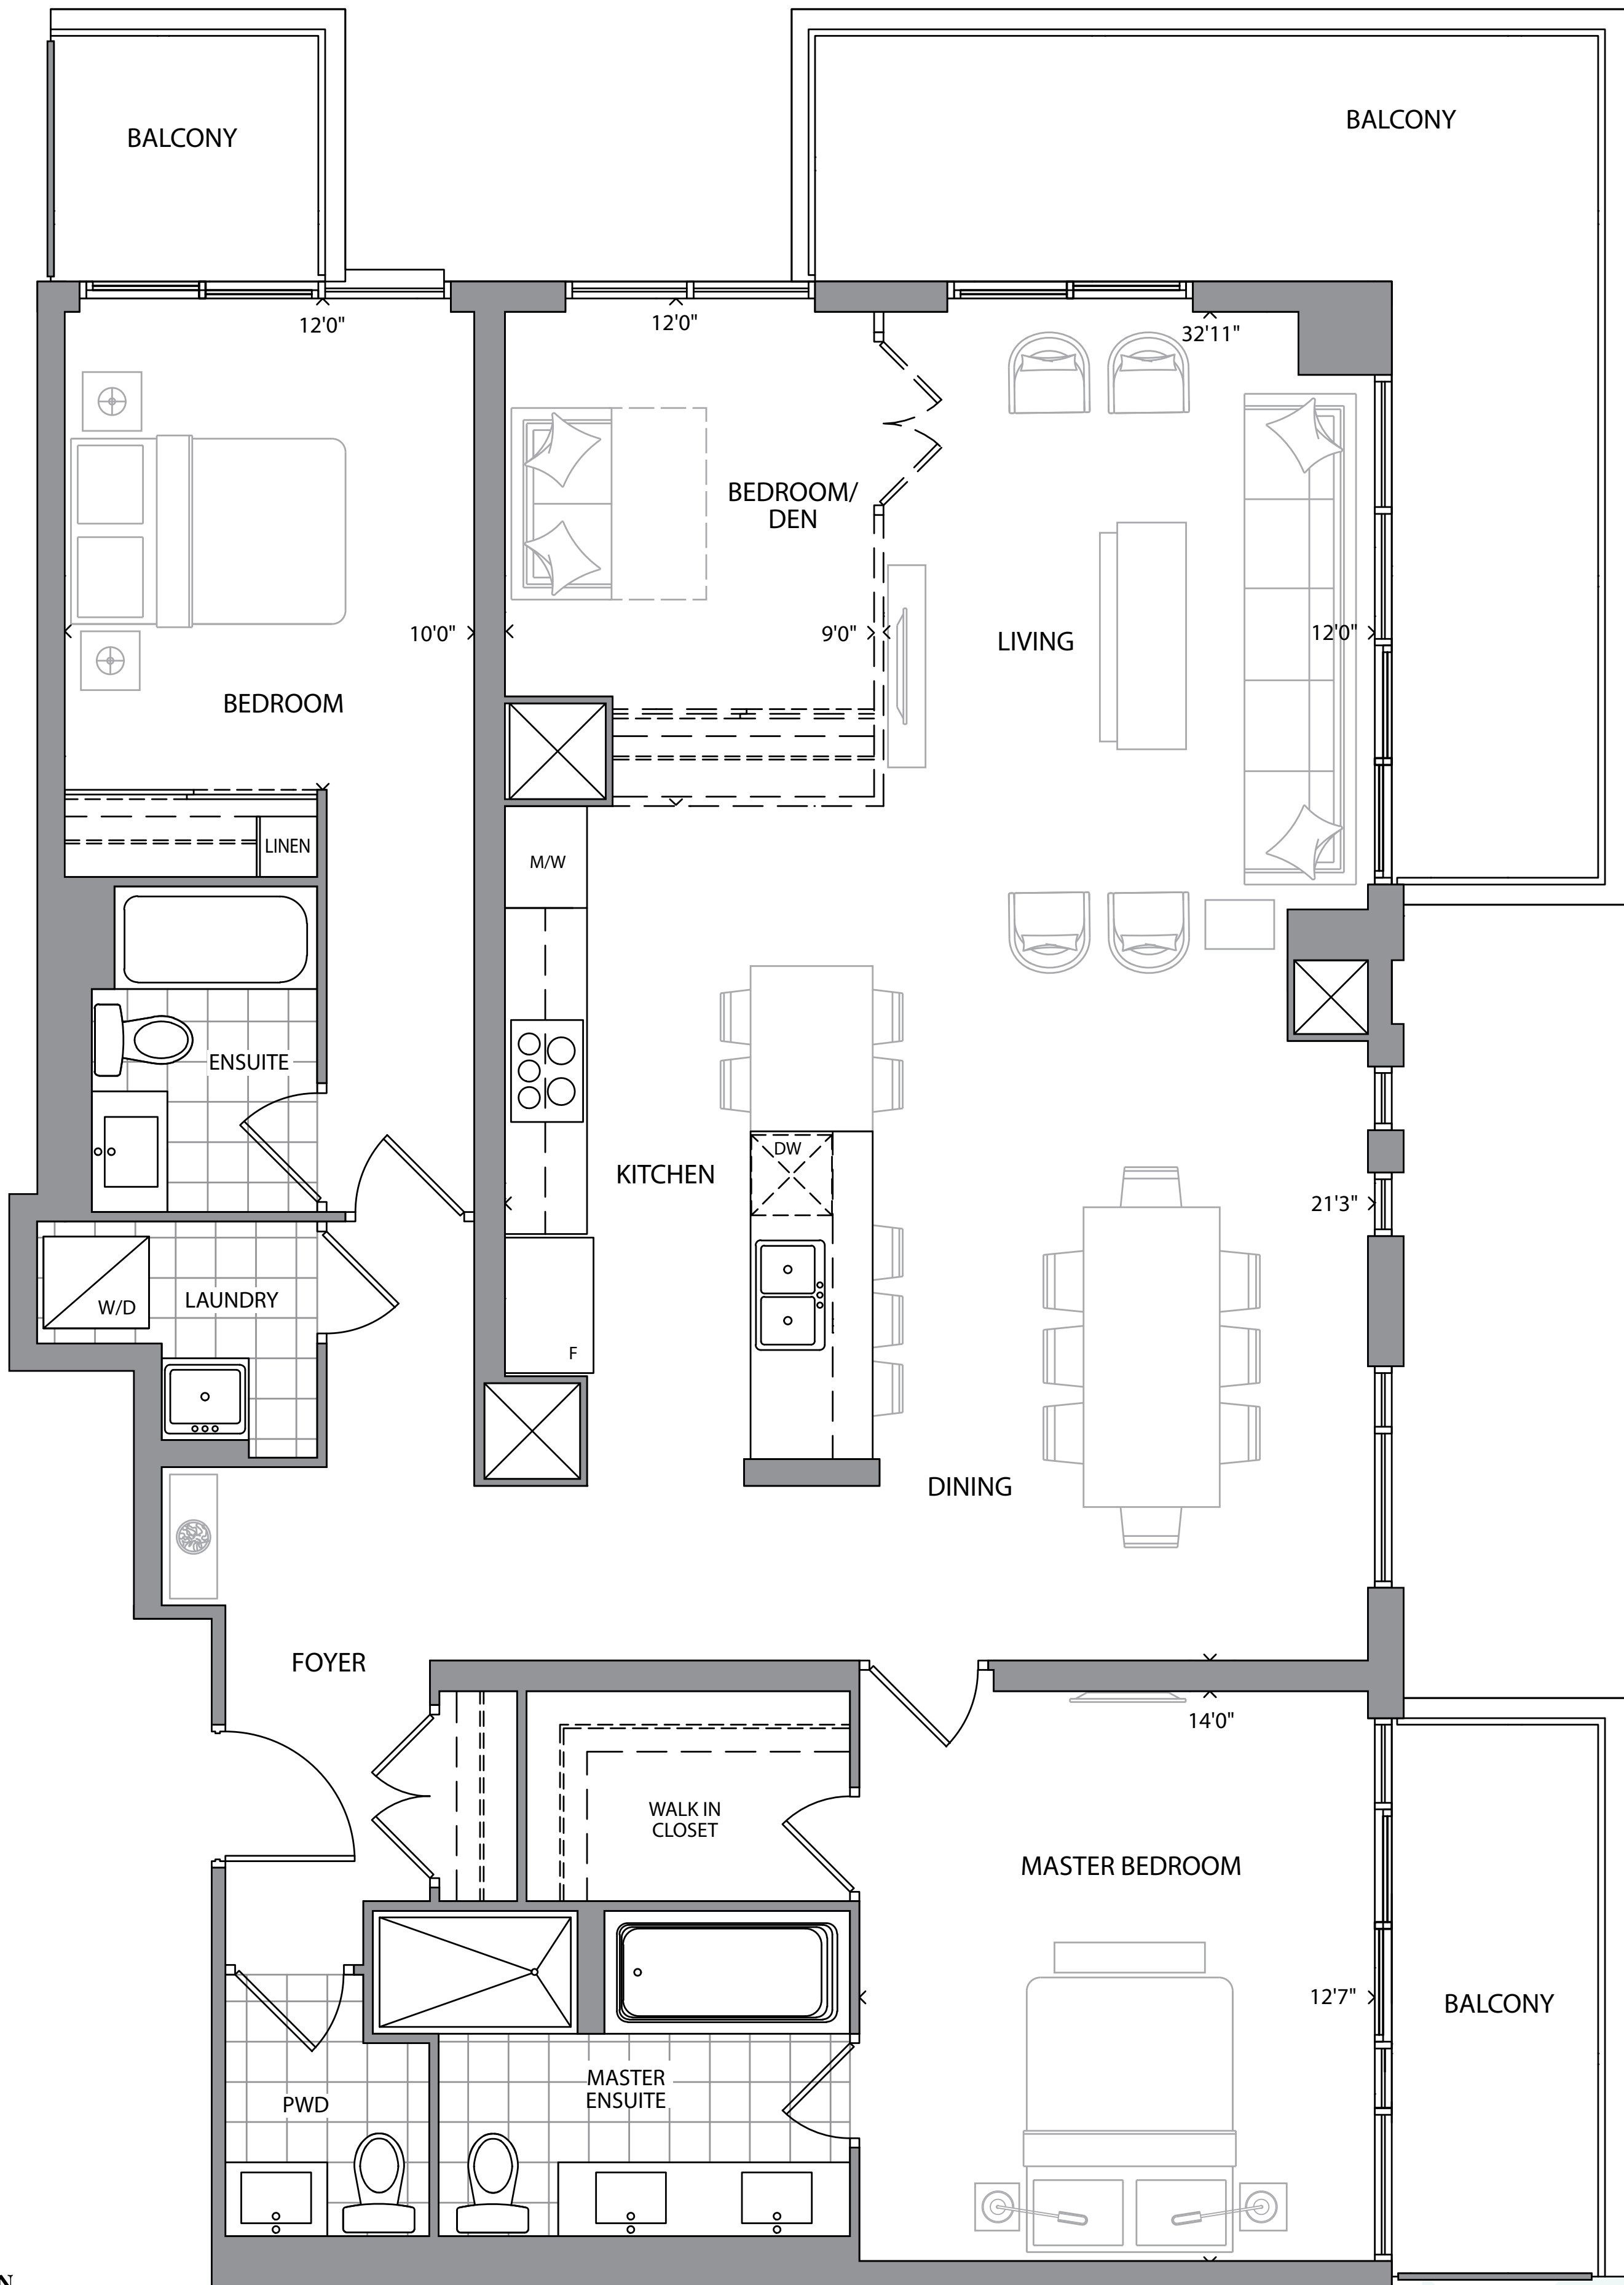 BALCONY
BALCONY
12'0"
12'0"
32'11"
BEDROOM/
DEN
10'0"
9'0"
LIVING
12'0"
BEDROOM
LINEN
M/W
ENSUITE
DW
KITCHEN
21'3"
W/D
LAUNDRY
F
DINING
FOYER
14'0"
WALK IN
CLOSET
MASTER BEDROOM
12'7"
BALCONY
MASTER
ENSUITE
PWD
N